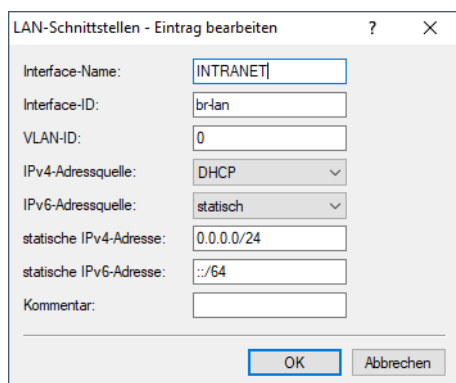 LAN-Schnittstellen - Eintrag bearbeiten ?
Interface-Name: INTRANET
Interface-ID: br-lan
VLAN-ID: 0
IPv4-Adressquelle: DHCP
IPv6-Adressquelle: statisch
statische IPv4-Adresse: 0.0.0.0/24
statische IPv6-Adresse: ::/64
Kommentar:
OK Abbrechen